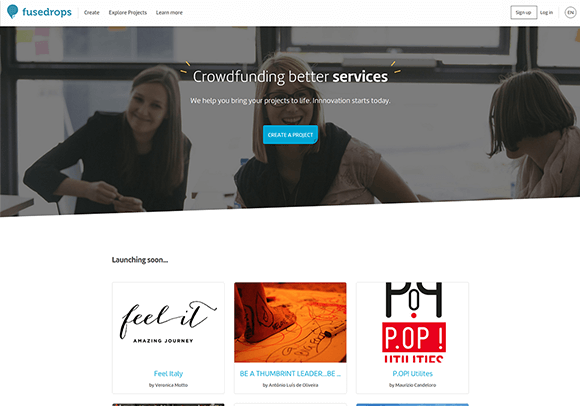 fusedrops
Create Explore Projects Learn more
Sign up Log in EN
Crowdfunding better services
We help you bring your projects to life. Innnovation starts today.
CREATE A PROJECT
Launching soon...
feel it
AMAZING JOURNEY
Feel Italy
by Veronica Motto
BE A THUMBRINT LEADER...BE ...
by António Luís de Oliveira
P.O!P
P.OP!
UTILITIES
P.OP! Utilites
by Maurizio Candeloro